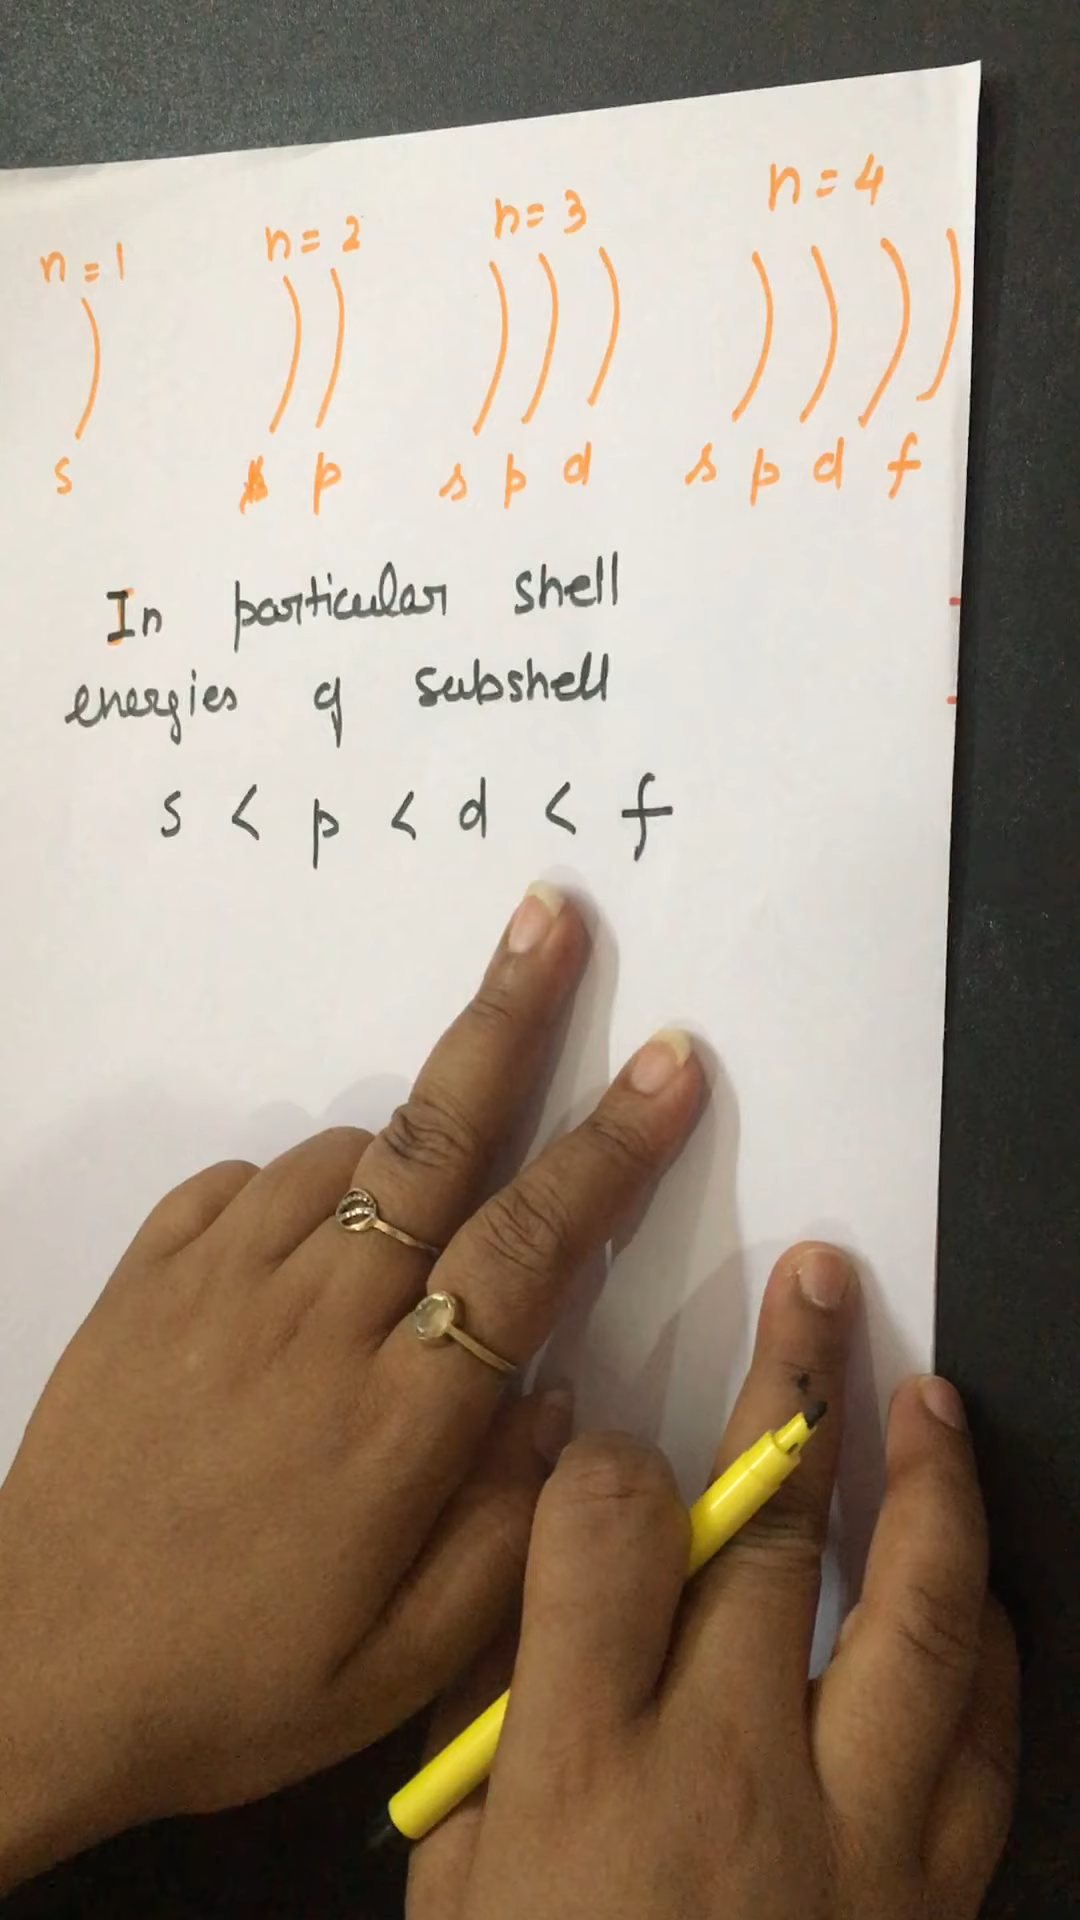 n=1 n=2 n=3 n=4
s s p s p d s p d f
In particular shell
energies of subshell
s < p < d < f